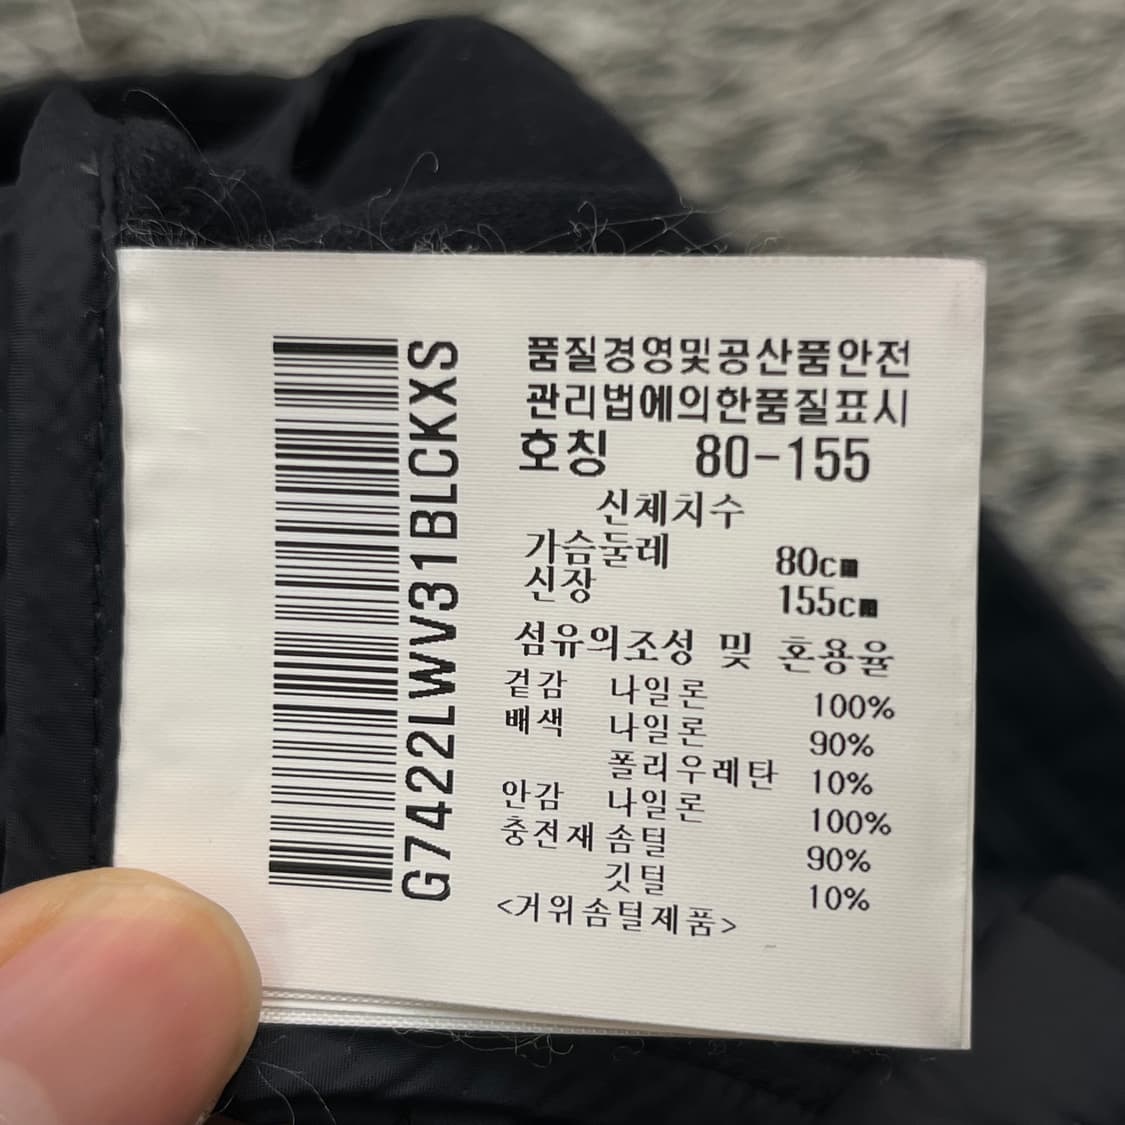 G7422LWV31BLCKXS
품질경영및공산품안전
관리법에의한품질표시
호칭 80-155
신체치수
가슴둘레 80cm
신장 155cm
섬유의조성 및 혼용율
겉감 나일론 100%
배색 나일론 90%
폴리우레탄 10%
안감 나일론 100%
충전재 솜털 90%
깃털 10%
<거위솜털제품>